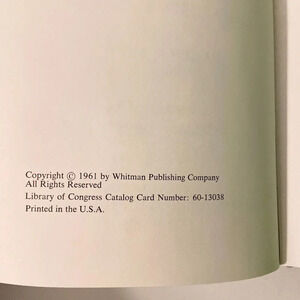 Copyright © 1961 by Whitman Publishing Company
All Rights Reserved
Library of Congress Catalog Card Number: 60-13038
Printed in the U.S.A.